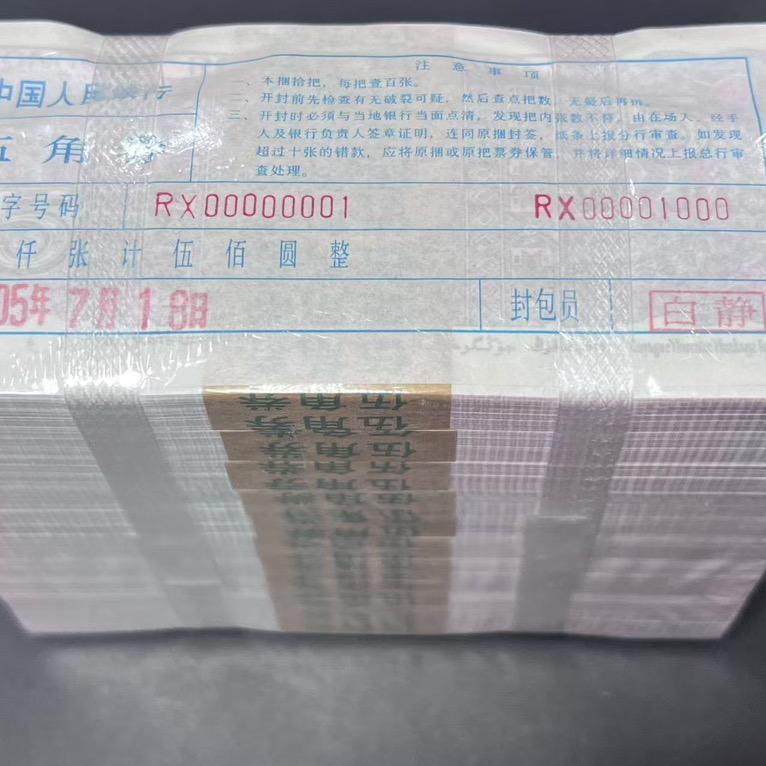 中国人民银行
注意事项
一、本捆拾把，每把壹百张。
二、开封前先检查有无破裂可疑，然后查点把数，无疑后再拆。
三、开封时必须与当地银行当面点清，发现把内张数不符，由在场人、经手
人及银行负责人签章证明，连同原捆封签，纸条上报分行审查。如发现
超过十张的错款，应将原捆或原把票券保管，并将详细情况上报总行审
查处理。
伍角券
字号码 RX00000001 RX00001000
仟张计伍佰圆整
05年7月18日 封包员 白静
伍角券
伍角券
伍角券
伍角券